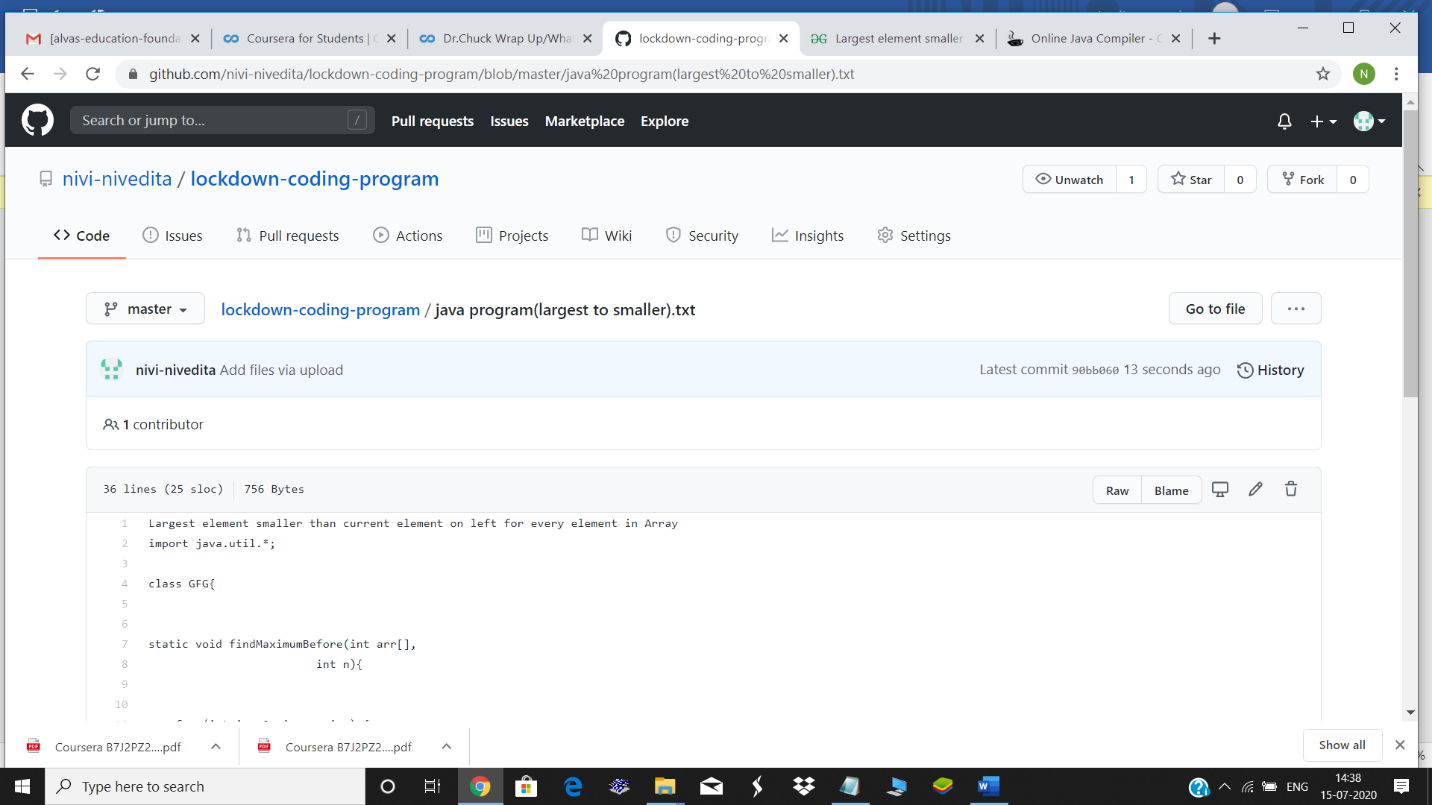 [alvas-education-founda
Coursera for Students | C
Dr.Chuck Wrap Up/Wha
lockdown-coding-progr
Largest element smaller
Online Java Compiler - C
github.com/nivi-nivedita/lockdown-coding-program/blob/master/java%20program(largest%20to%20smaller).txt
N
Search or jump to... /
Pull requests Issues Marketplace Explore
nivi-nivedita / lockdown-coding-program
Unwatch 1 Star 0 Fork 0
Code Issues Pull requests Actions Projects Wiki Security Insights Settings
master lockdown-coding-program / java program(largest to smaller).txt Go to file ...
nivi-nivedita Add files via upload Latest commit 90bb060 13 seconds ago History
1 contributor
36 lines (25 sloc) 756 Bytes Raw Blame
1 Largest element smaller than current element on left for every element in Array
2 import java.util.*;
3
4 class GFG{
5
6
7 static void findMaximumBefore(int arr[],
8 int n){
9
10
Coursera B7J2PZ2....pdf Coursera B7J2PZ2....pdf Show all
Type here to search
ENG
14:38
15-07-2020